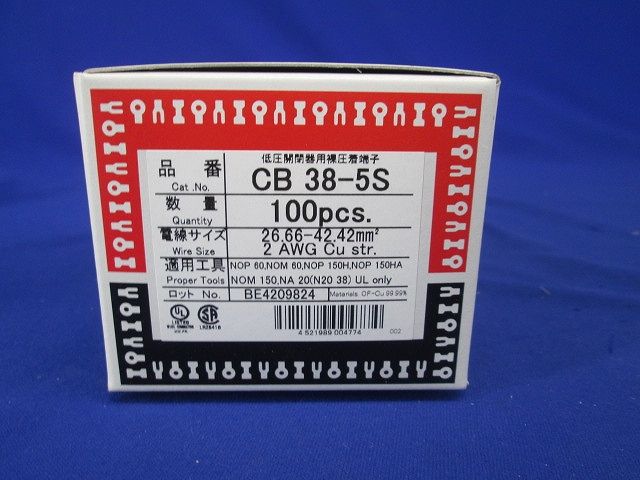 低圧開閉器用裸圧着端子
品番 CB 38-5S
Cat.No.
数量 100pcs.
Quantity
電線サイズ 26.66-42.42mm²
Wire Size 2 AWG Cu str.
適用工具 NOP 60,NOM 60,NOP 150H,NOP 150HA
Proper Tools NOM 150,NA 20(N20 38) UL only
ロット No. BE4209824 Materials OF-Cu 99.99%
UL LISTED
4 521989 004774 002